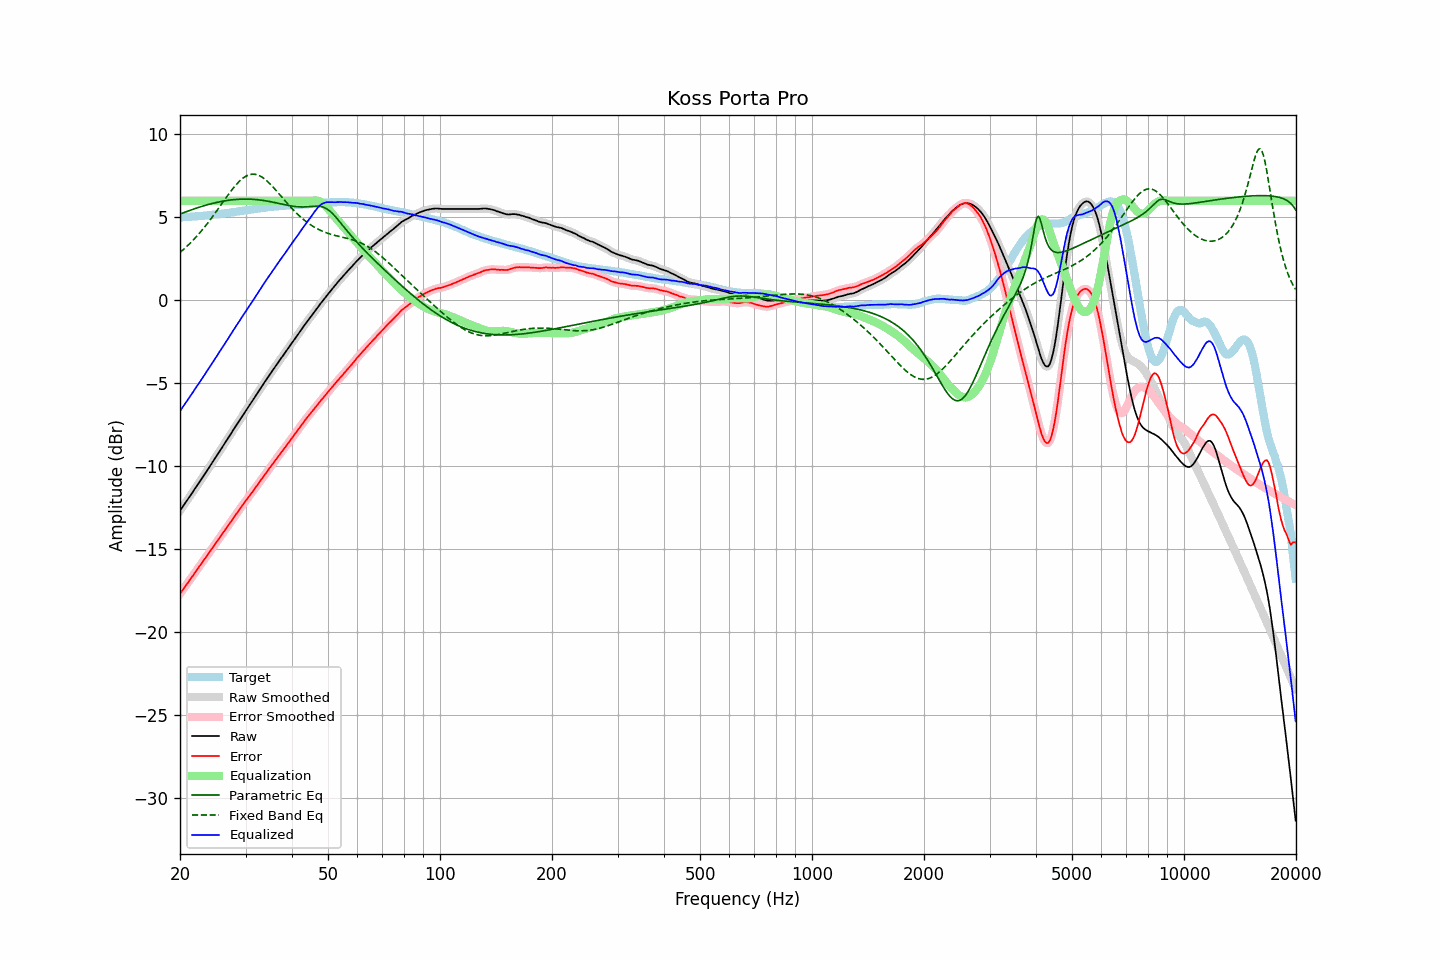 Koss Porta Pro
10
5
0
−5
−10
−15
−20
−25
−30
Amplitude (dBr)
Target
Raw Smoothed
Error Smoothed
Raw
Error
Equalization
Parametric Eq
Fixed Band Eq
Equalized
20 50 100 200 500 1000 2000 5000 10000 20000
Frequency (Hz)